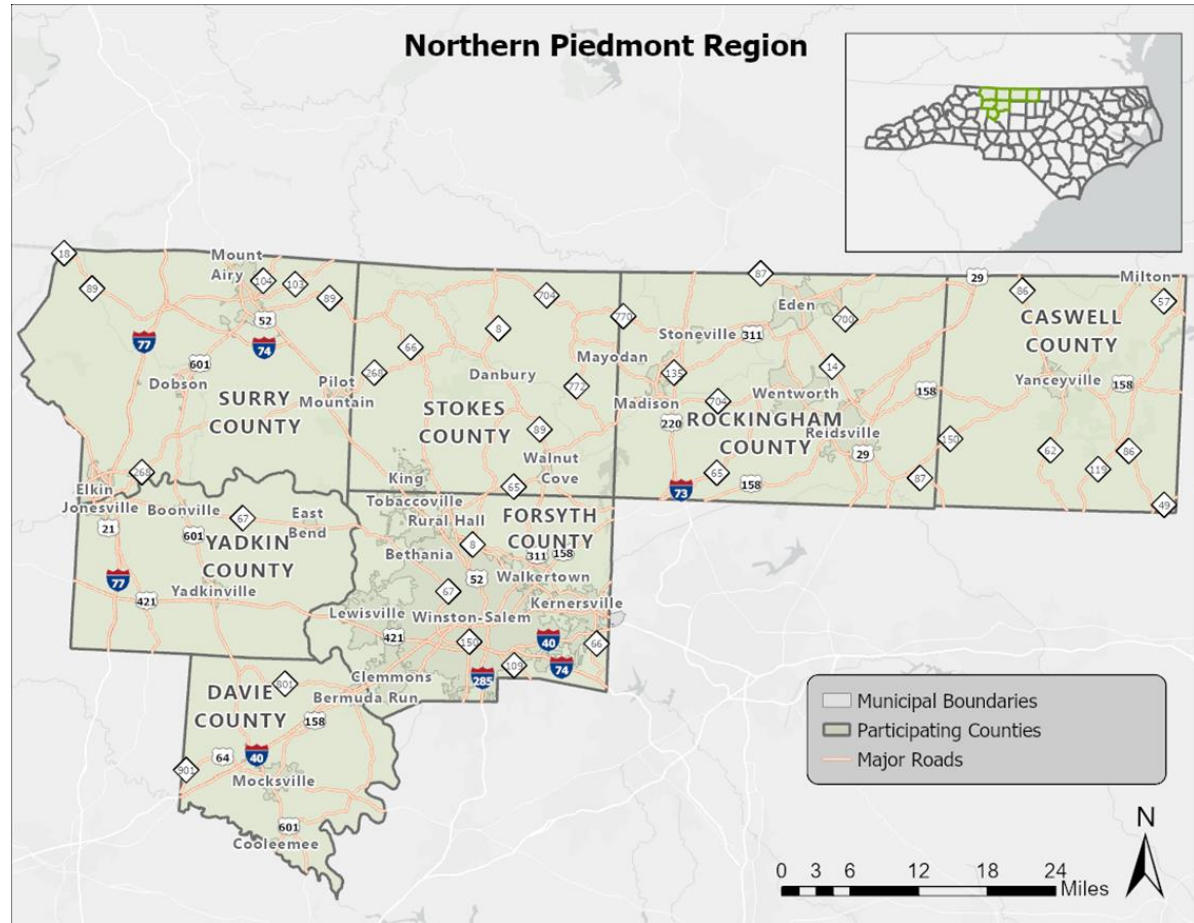 Northern Piedmont Region
18
Mount
Airy
104
103
89
89
52
77
74
601
Dobson
Pilot
Mountain
SURRY
COUNTY
268
Elkin
704
8
66
268
Danbury
772
STOKES
COUNTY
89
Walnut
Cove
King
65
87
770
Eden
700
Stoneville
311
Mayodan
135
14
Madison
704
Wentworth
220
ROCKINGHAM
COUNTY
Reidsville
158
29
65
158
73
87
29
86
Milton
57
CASWELL
COUNTY
Yanceyville
158
150
62
119
86
49
Jonesville
Boonville
21
67
East
Bend
601
YADKIN
COUNTY
77
421
Yadkinville
Tobaccoville
Rural Hall
FORSYTH
COUNTY
Bethania
8
311
158
52
Walkertown
67
Kernersville
Lewisville
Winston-Salem
421
150
40
66
109
74
285
Clemmons
DAVIE
COUNTY
801
Bermuda Run
158
64
40
901
Mocksville
601
Cooleemee
Municipal Boundaries
Participating Counties
Major Roads
N
0 3 6 12 18 24
Miles